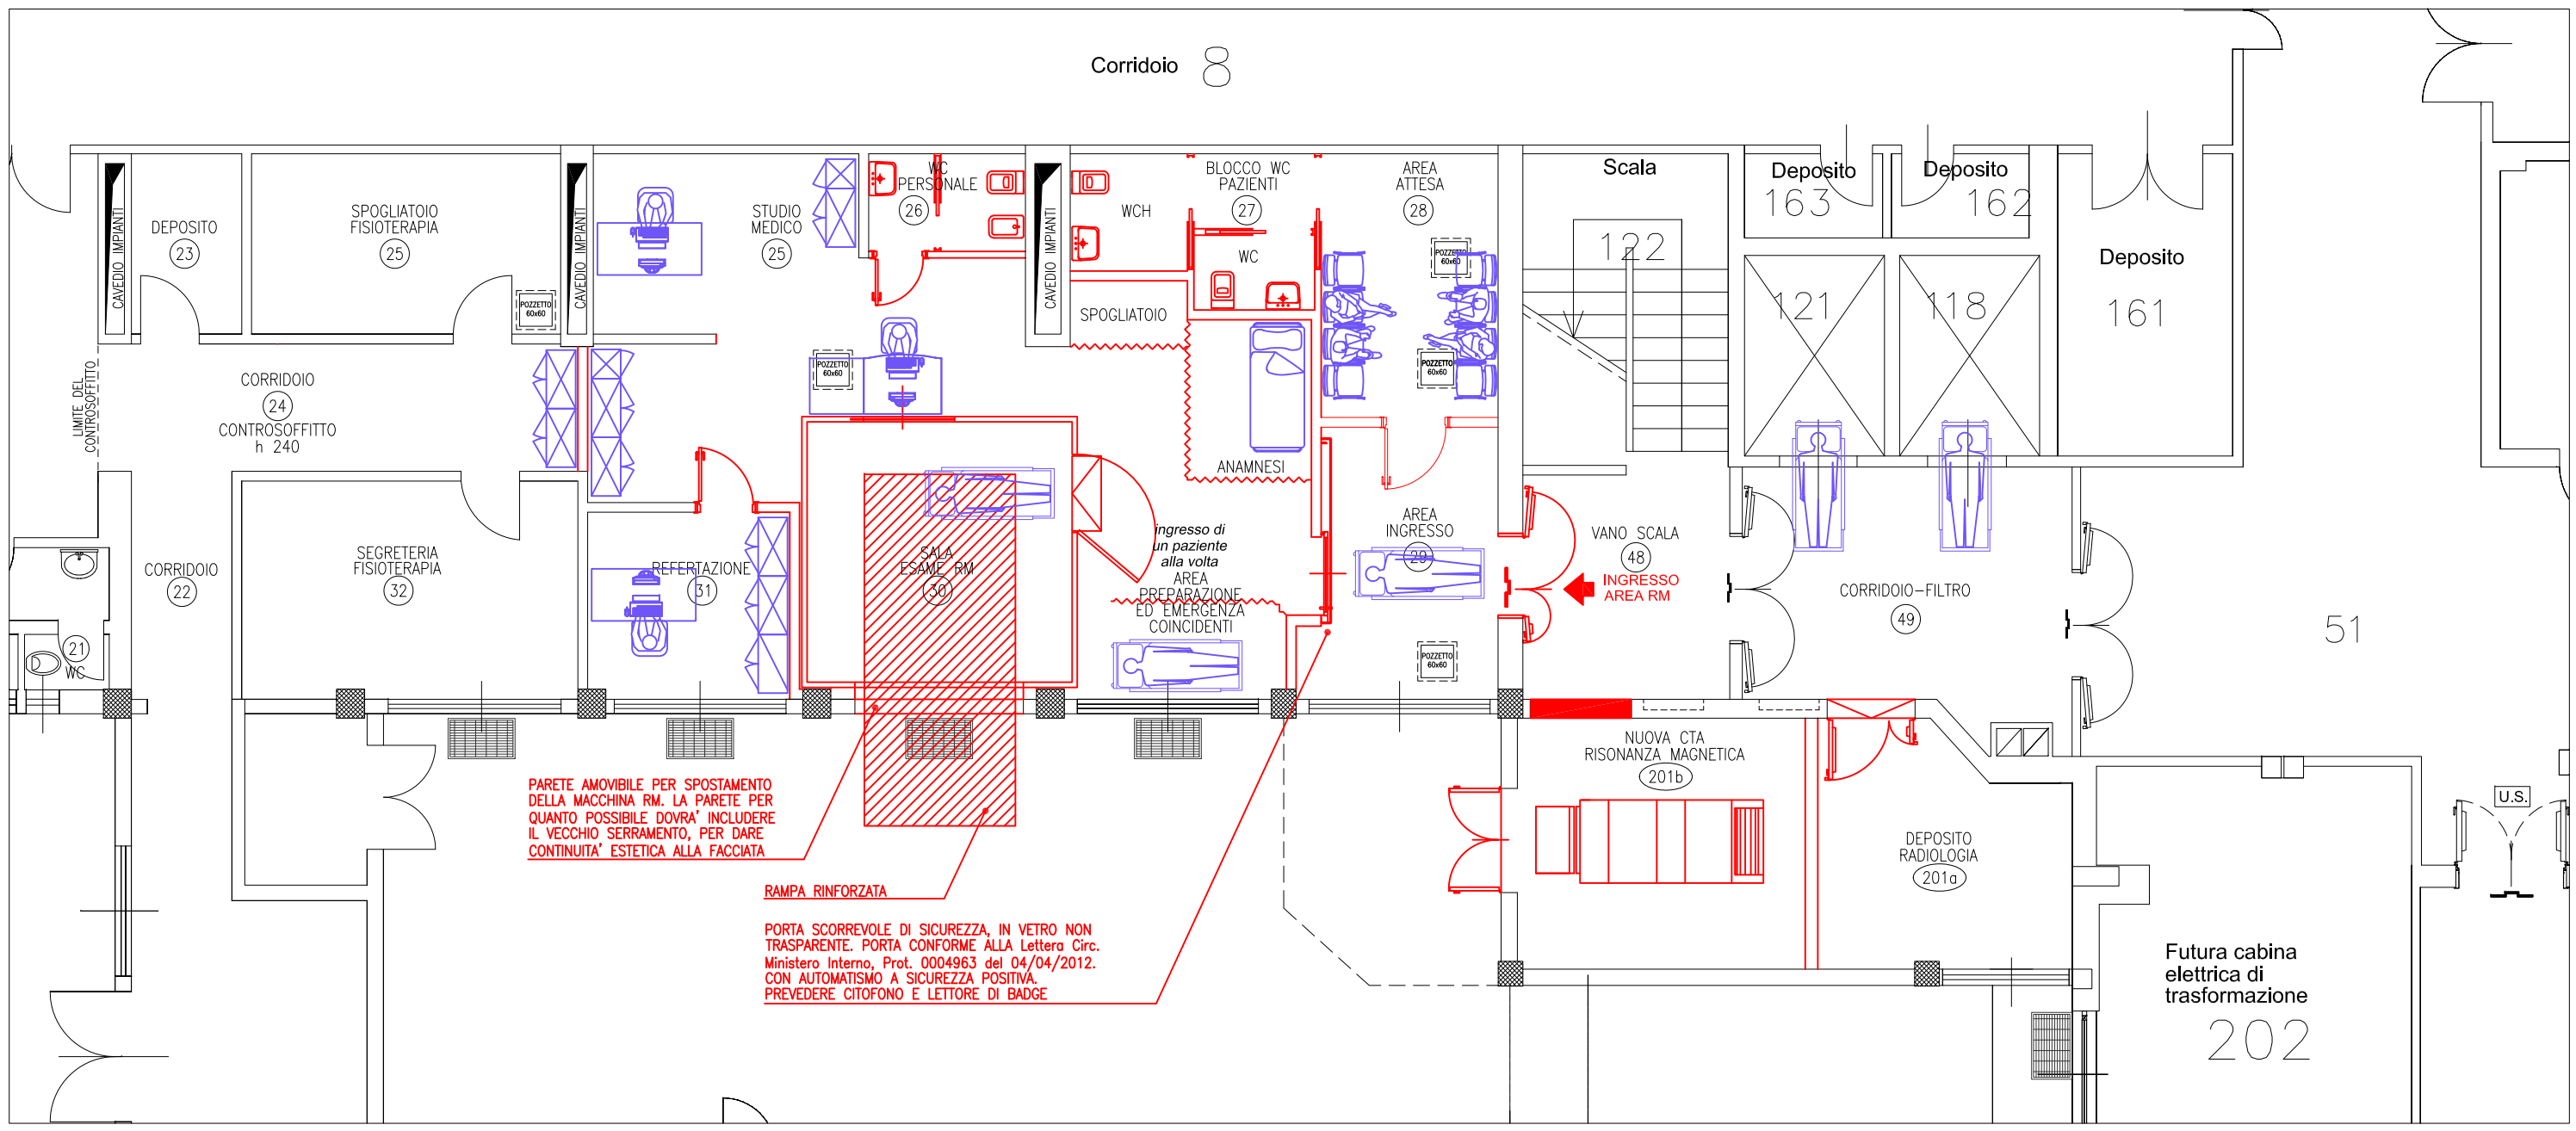 Corridoio 8
CAVEDIO IMPIANTI
DEPOSITO
23
SPOGLIATOIO
FISIOTERAPIA
25
POZZETTO
60x60
CAVEDIO IMPIANTI
STUDIO
MEDICO
25
WC
PERSONALE
26
CAVEDIO IMPIANTI
WCH
BLOCCO WC
PAZIENTI
27
WC
AREA
ATTESA
28
POZZETTO
60x60
POZZETTO
60x60
Scala
122
Deposito
163
Deposito
162
121
118
Deposito
161
SPOGLIATOIO
POZZETTO
60x60
LIMITE DEL
CONTROSOFFITTO
CORRIDOIO
24
CONTROSOFFITTO
h 240
ANAMNESI
CORRIDOIO
22
21
WC
SEGRETERIA
FISIOTERAPIA
32
REFERTAZIONE
31
SALA
ESAME RM
30
ingresso di
un paziente
alla volta
AREA
PREPARAZIONE
ED EMERGENZA
COINCIDENTI
AREA
INGRESSO
29
POZZETTO
60x60
VANO SCALA
48
INGRESSO
AREA RM
CORRIDOIO-FILTRO
49
51
NUOVA CTA
RISONANZA MAGNETICA
201b
DEPOSITO
RADIOLOGIA
201a
U.S.
PARETE AMOVIBILE PER SPOSTAMENTO
DELLA MACCHINA RM. LA PARETE PER
QUANTO POSSIBILE DOVRA' INCLUDERE
IL VECCHIO SERRAMENTO, PER DARE
CONTINUITA' ESTETICA ALLA FACCIATA
RAMPA RINFORZATA
PORTA SCORREVOLE DI SICUREZZA, IN VETRO NON
TRASPARENTE. PORTA CONFORME ALLA Lettera Circ.
Ministero Interno, Prot. 0004963 del 04/04/2012.
CON AUTOMATISMO A SICUREZZA POSITIVA.
PREVEDERE CITOFONO E LETTORE DI BADGE
Futura cabina
elettrica di
trasformazione
202